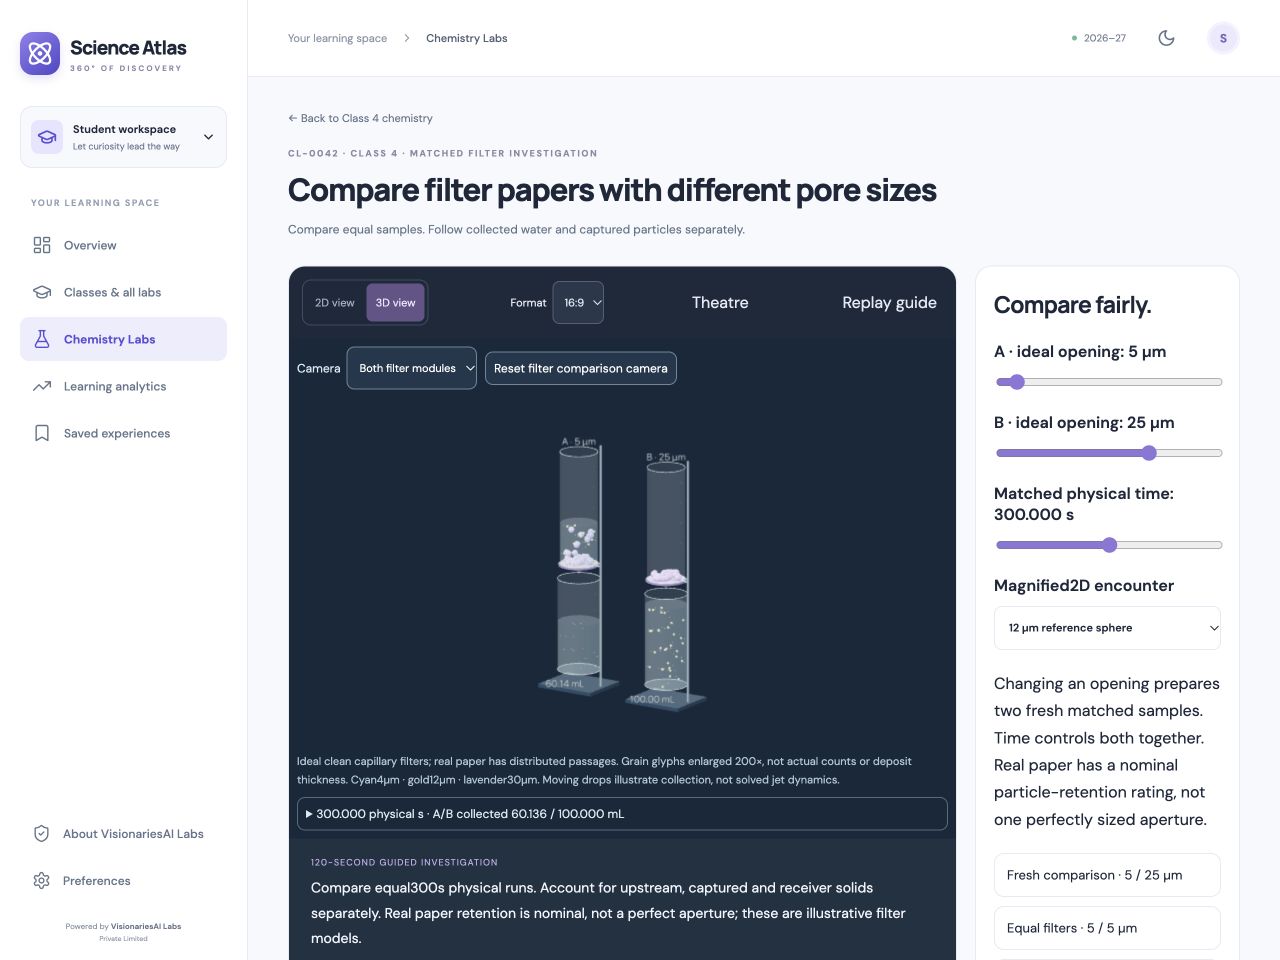 Science Atlas
360° OF DISCOVERY
Student workspace
Let curiosity lead the way
YOUR LEARNING SPACE
Overview
Classes & all labs
Chemistry Labs
Learning analytics
Saved experiences
About VisionariesAI Labs
Preferences
Powered by VisionariesAI Labs
Private Limited
Your learning space
Chemistry Labs
2026–27
S
← Back to Class 4 chemistry
CL-0042 · CLASS 4 · MATCHED FILTER INVESTIGATION
Compare filter papers with different pore sizes
Compare equal samples. Follow collected water and captured particles separately.
2D view
3D view
Format
16:9
Theatre
Replay guide
Camera
Both filter modules
Reset filter comparison camera
A · 5 µm
B · 25 µm
60.14 mL
100.00 mL
Ideal clean capillary filters; real paper has distributed passages. Grain glyphs enlarged 200×, not actual counts or deposit
thickness. Cyan4µm · gold12µm · lavender30µm. Moving drops illustrate collection, not solved jet dynamics.
300.000 physical s · A/B collected 60.136 / 100.000 mL
120-SECOND GUIDED INVESTIGATION
Compare equal300s physical runs. Account for upstream, captured and receiver solids
separately. Real paper retention is nominal, not a perfect aperture; these are illustrative filter
models.
Compare fairly.
A · ideal opening: 5 µm
B · ideal opening: 25 µm
Matched physical time:
300.000 s
Magnified2D encounter
12 µm reference sphere
Changing an opening prepares
two fresh matched samples.
Time controls both together.
Real paper has a nominal
particle-retention rating, not
one perfectly sized aperture.
Fresh comparison · 5 / 25 µm
Equal filters · 5 / 5 µm